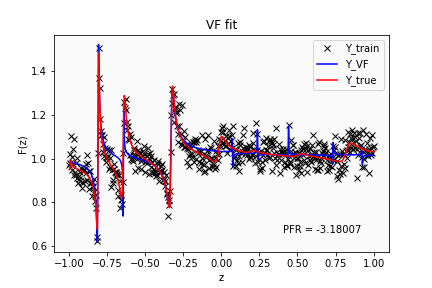 VF fit
Y_train
Y_VF
Y_true
F(z)
1.4
1.2
1.0
0.8
0.6
PFR = -3.18007
−1.00 −0.75 −0.50 −0.25 0.00 0.25 0.50 0.75 1.00
z